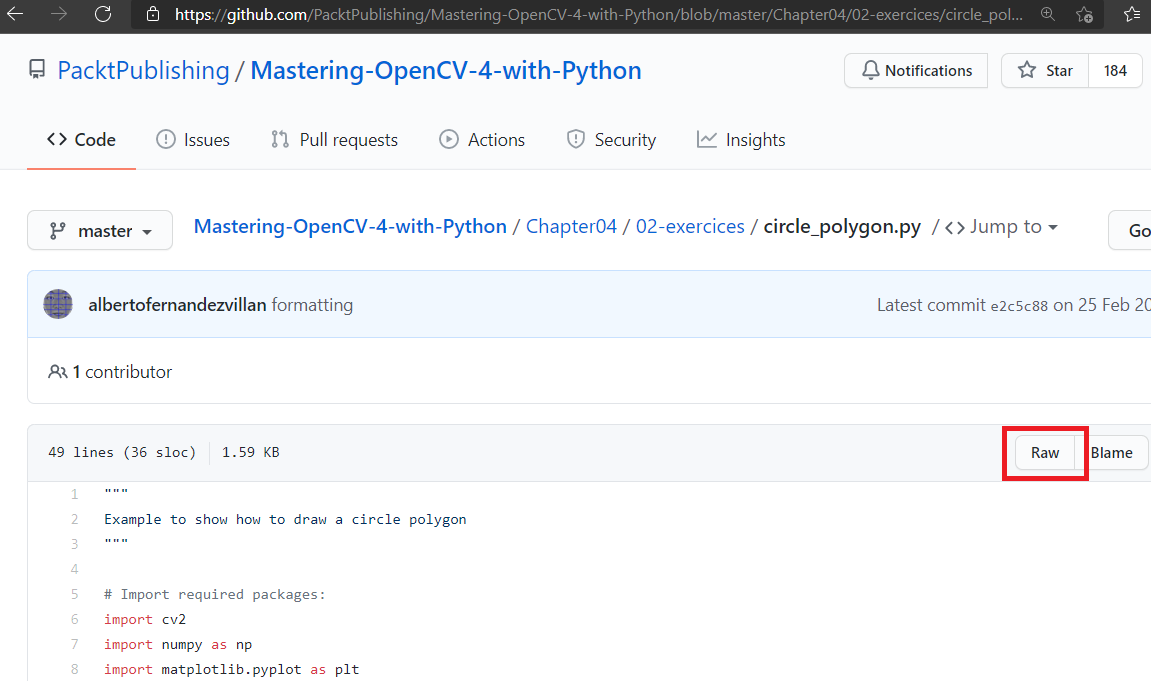 https://github.com/PacktPublishing/Mastering-OpenCV-4-with-Python/blob/master/Chapter04/02-exercices/circle_pol...
PacktPublishing / Mastering-OpenCV-4-with-Python
Notifications Star 184
Code Issues Pull requests Actions Security Insights
master Mastering-OpenCV-4-with-Python / Chapter04 / 02-exercices / circle_polygon.py / <> Jump to Go
albertofernandezvillan formatting Latest commit e2c5c88 on 25 Feb 20
1 contributor
49 lines (36 sloc) 1.59 KB Raw Blame
1 """
2 Example to show how to draw a circle polygon
3 """
4
5 # Import required packages:
6 import cv2
7 import numpy as np
8 import matplotlib.pyplot as plt